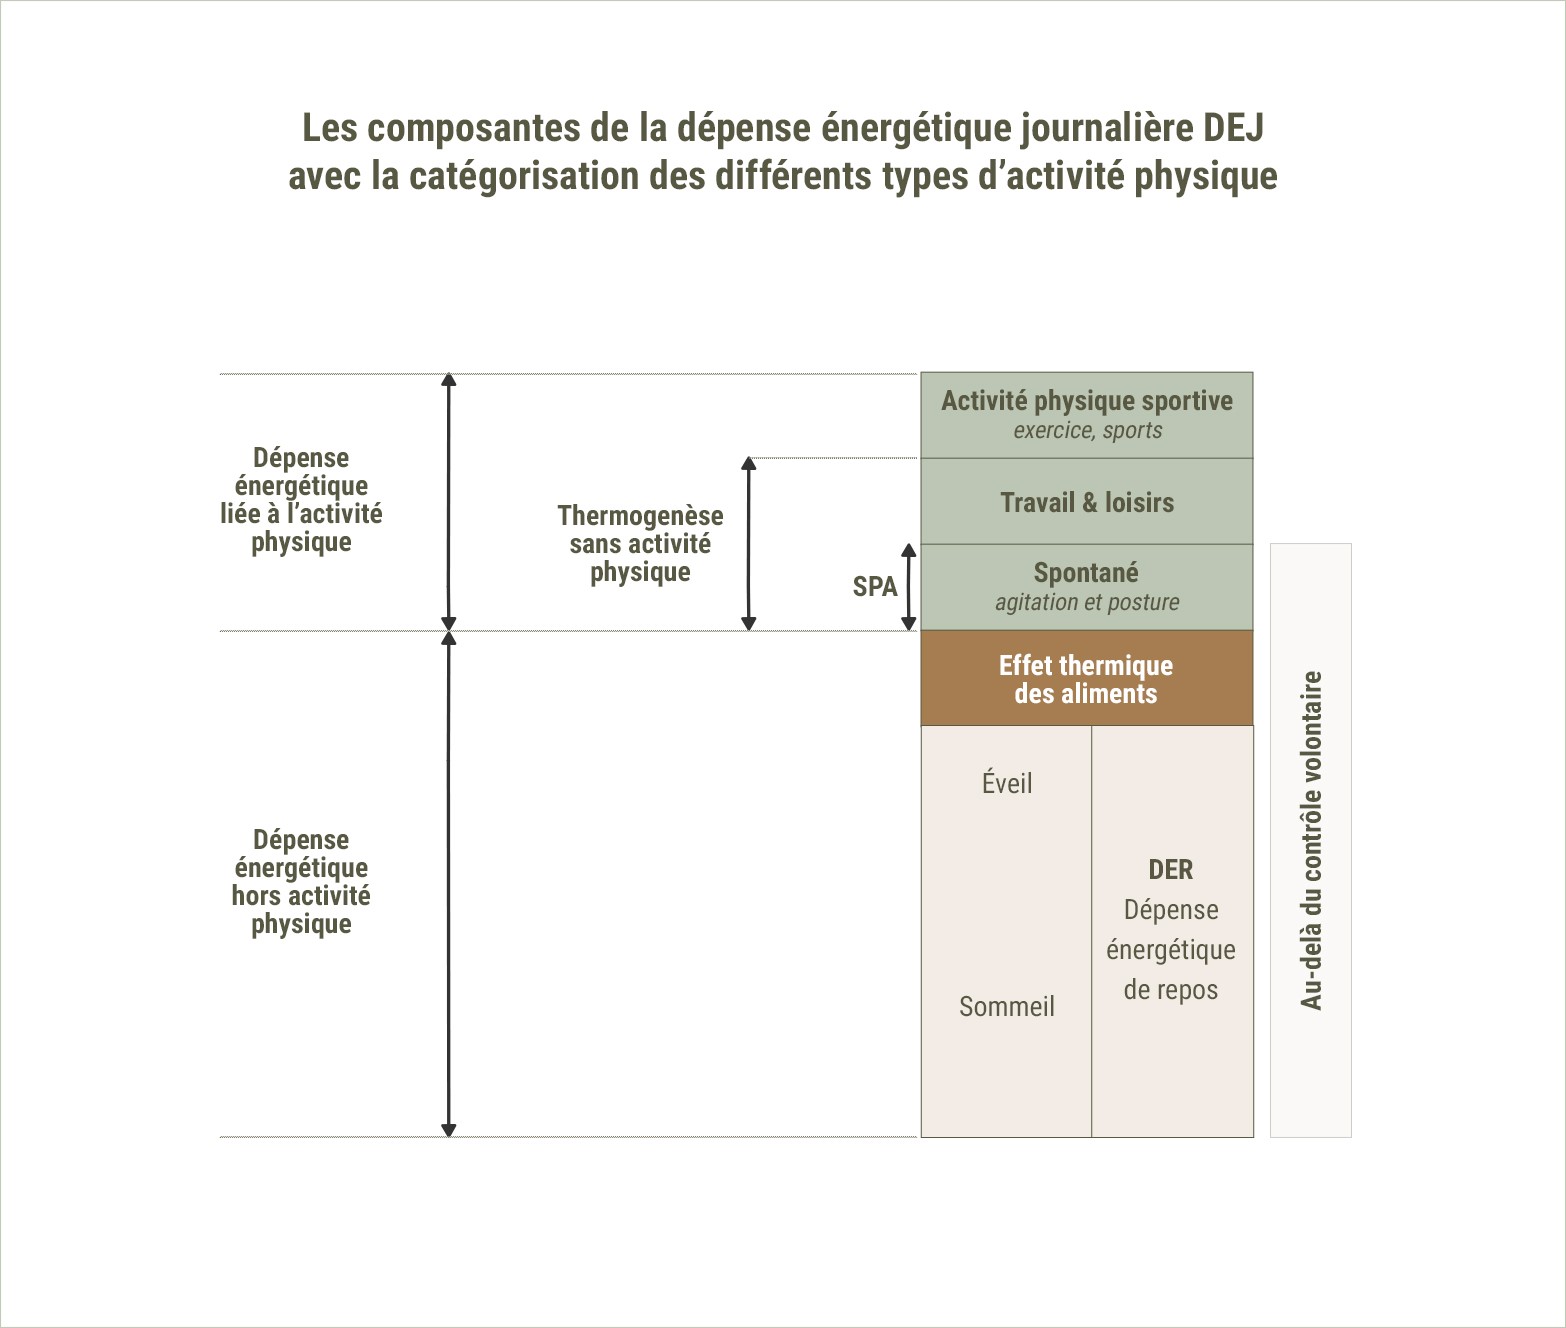 Les composantes de la dépense énergétique journalière DEJ
avec la catégorisation des différents types d’activité physique
Activité physique sportive
exercice, sports
Dépense
énergétique
liée à l’activité
physique
Thermogenèse
sans activité
physique
Travail & loisirs
SPA
Spontané
agitation et posture
Effet thermique
des aliments
Dépense
énergétique
hors activité
physique
Éveil
Sommeil
DER
Dépense
énergétique
de repos
Au-delà du contrôle volontaire